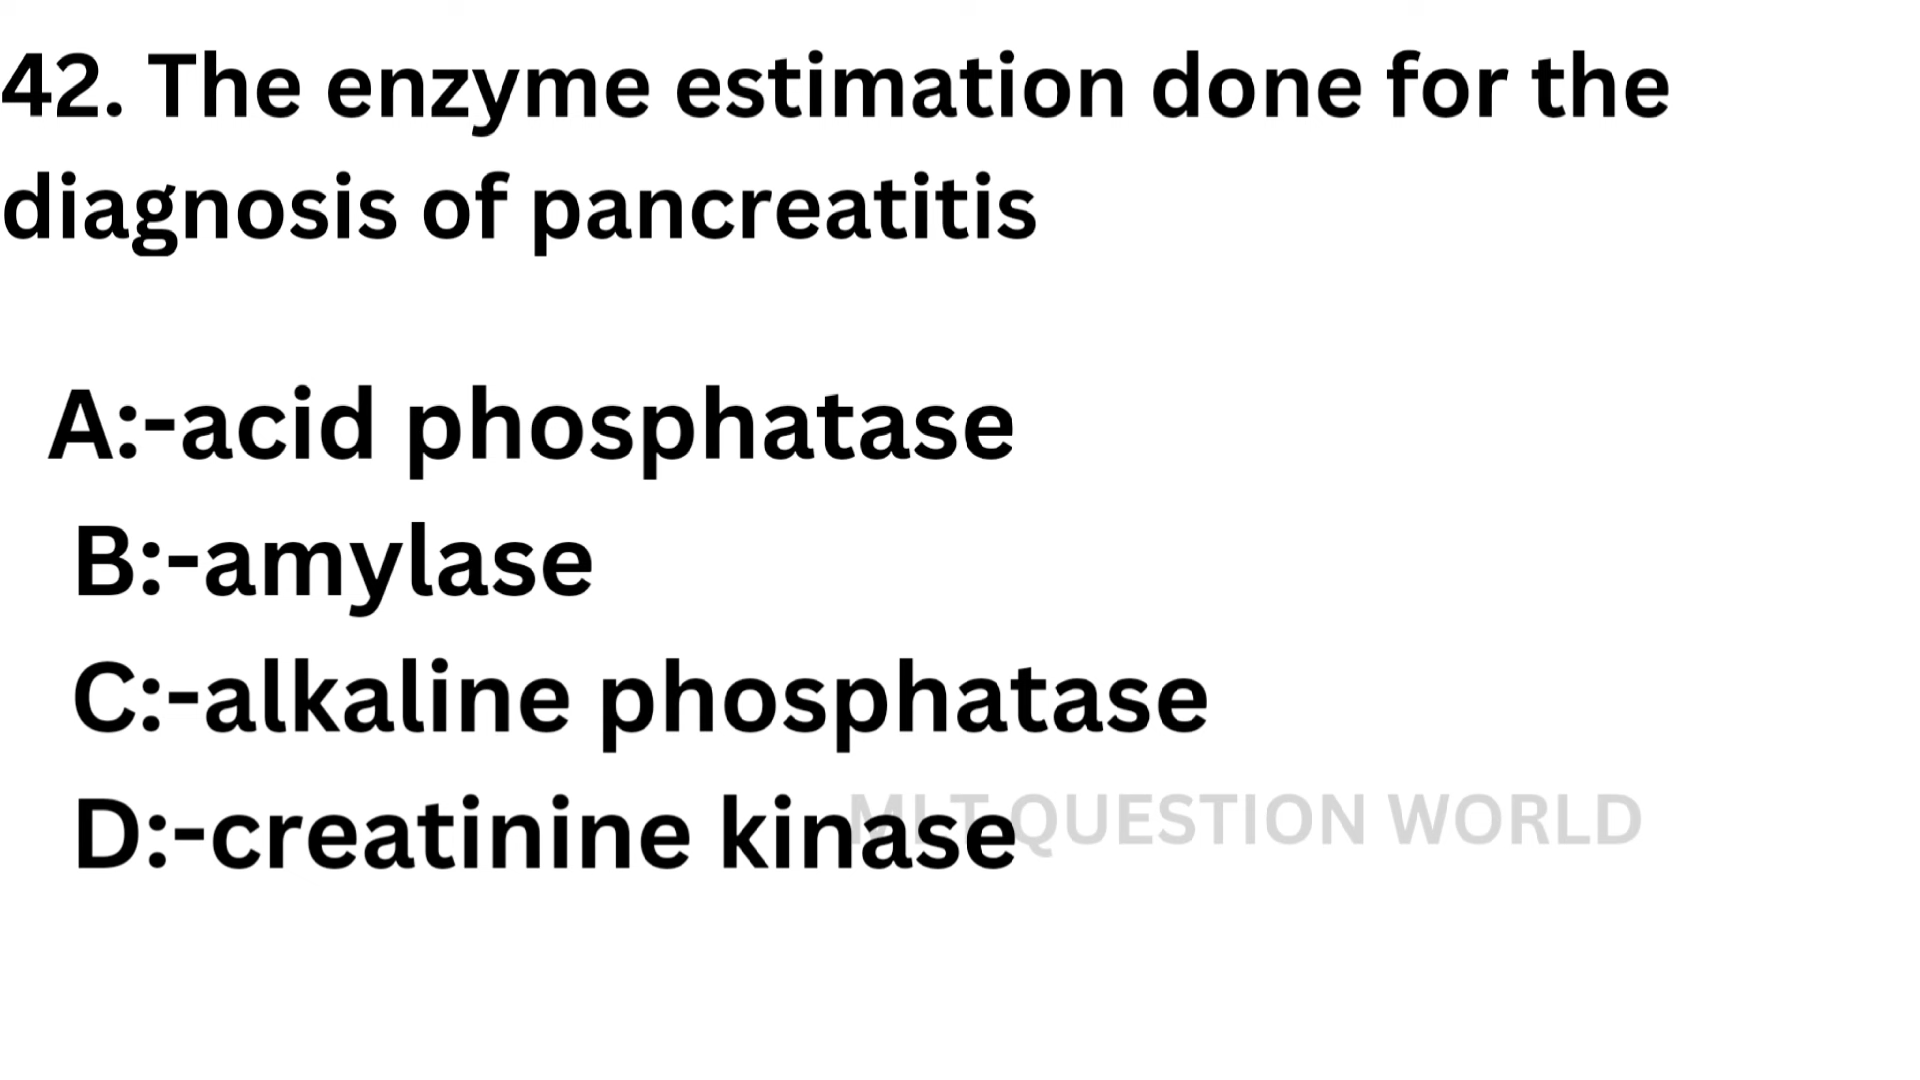 42. The enzyme estimation done for the
diagnosis of pancreatitis
A:-acid phosphatase
B:-amylase
C:-alkaline phosphatase
D:-creatinine kinase
MLT QUESTION WORLD